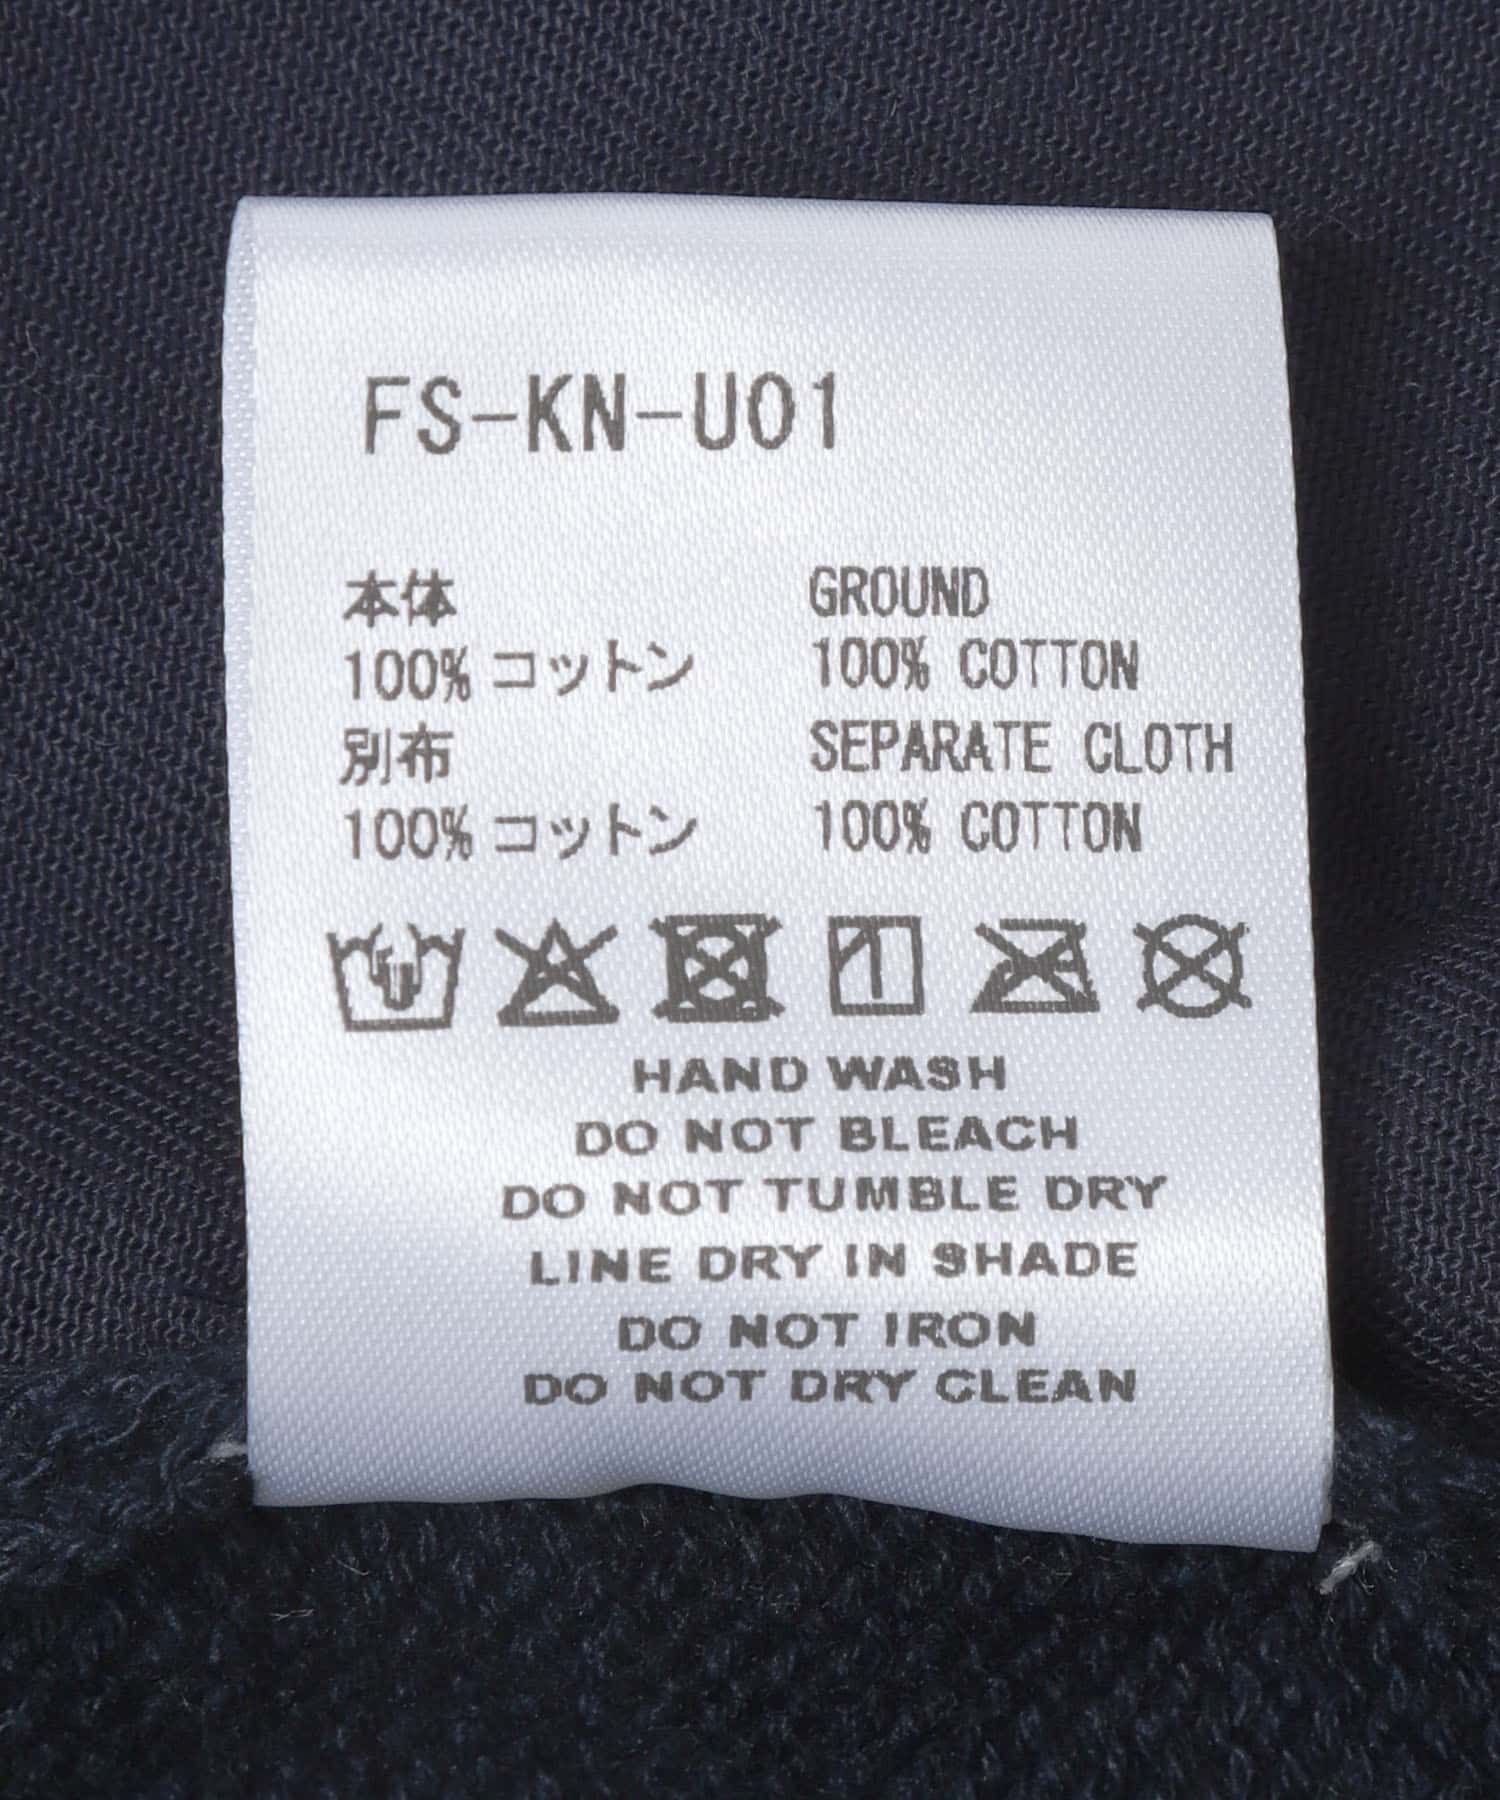 FS-KN-U01
本体
100% コットン
別布
100% コットン
GROUND
100% COTTON
SEPARATE CLOTH
100% COTTON
HAND WASH
DO NOT BLEACH
DO NOT TUMBLE DRY
LINE DRY IN SHADE
DO NOT IRON
DO NOT DRY CLEAN